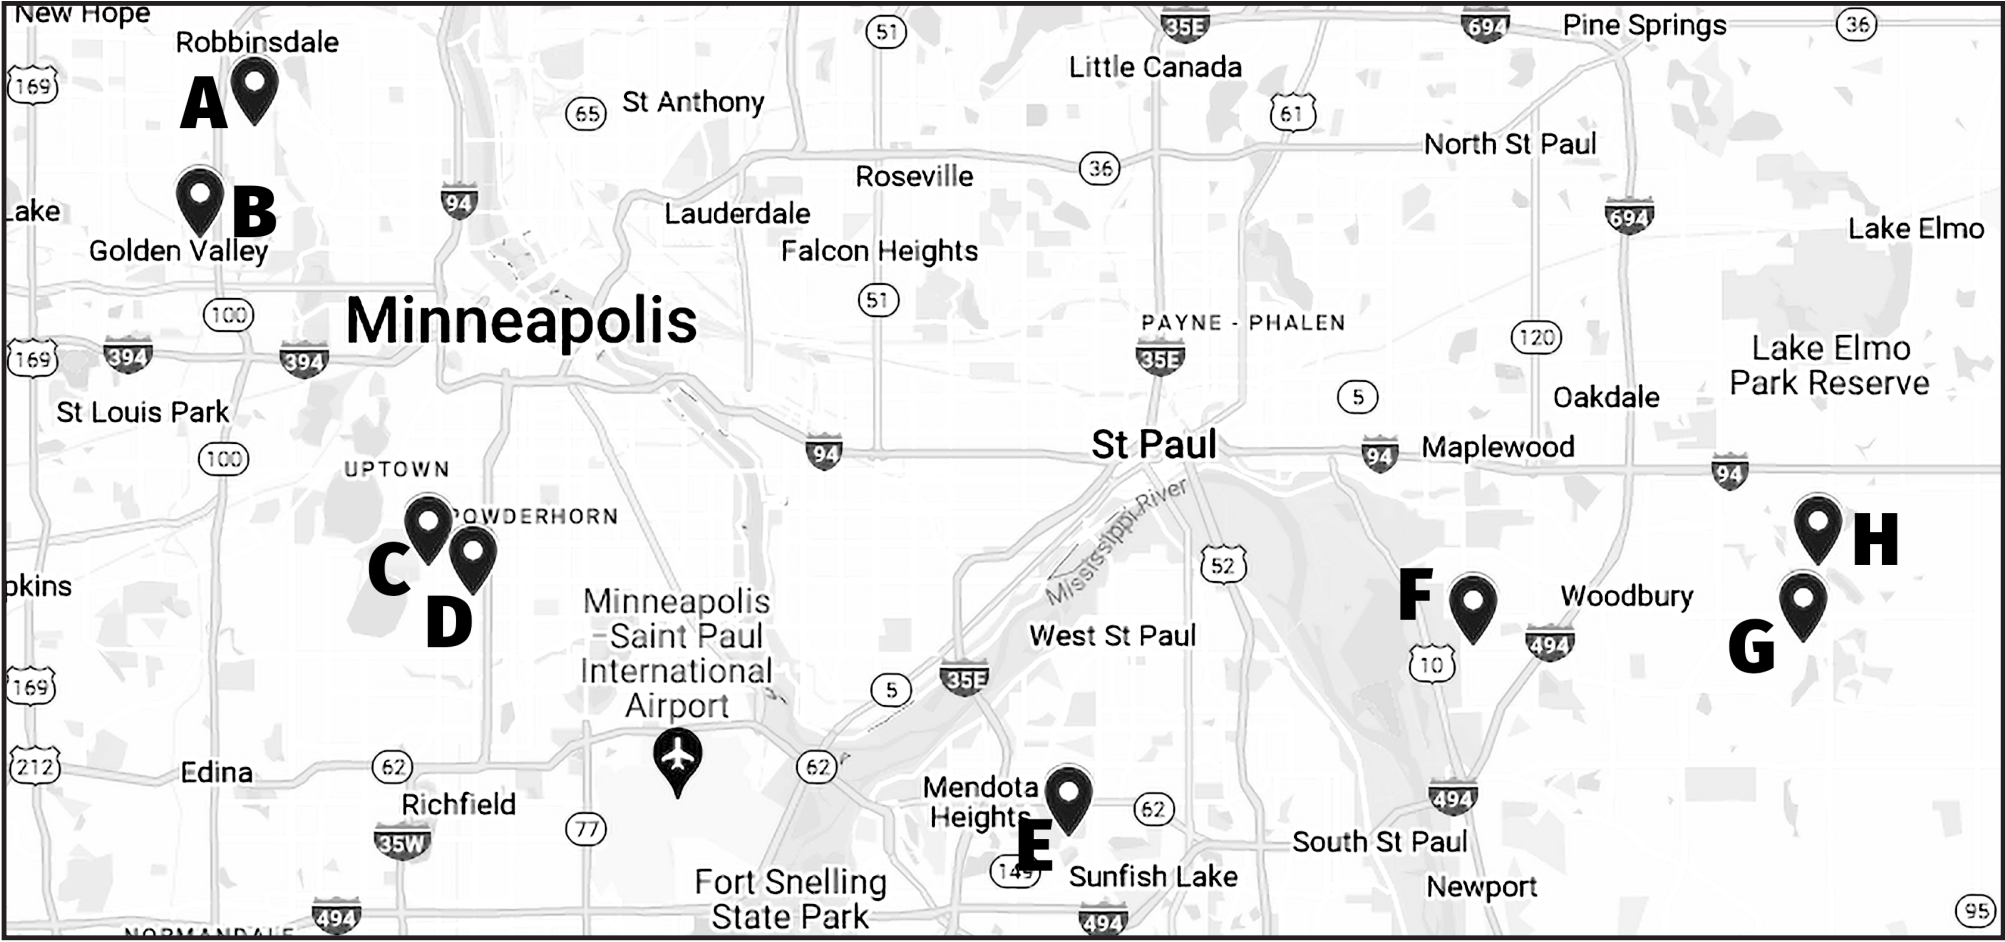 New Hope
Robbinsdale
A
169
65
St Anthony
51
35E
694
Pine Springs
36
Little Canada
61
North St Paul
B
Golden Valley
Lake
94
Lauderdale
Roseville
36
Falcon Heights
51
694
Lake Elmo
100
Minneapolis
169
394
394
PAYNE - PHALEN
35E
120
Lake Elmo
Park Reserve
St Louis Park
100
5
Oakdale
94
St Paul
94
Maplewood
94
UPTOWN
POWDERHORN
C
D
Mississippi River
52
H
pkins
Minneapolis
-Saint Paul
International
Airport
West St Paul
F
Woodbury
G
169
5
35E
10
494
212
Edina
62
62
Richfield
35W
77
Mendota
Heights
E
62
149
Sunfish Lake
494
South St Paul
Newport
Fort Snelling
State Park
494
494
95
NORMANDALE